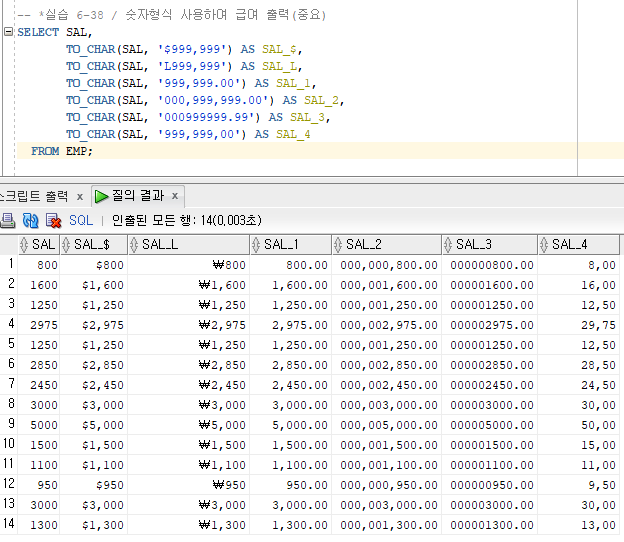 -- *실습 6-38 / 숫자형식 사용하여 급여 출력(중요)
SELECT SAL,
TO_CHAR(SAL, '$999,999') AS SAL_$,
TO_CHAR(SAL, 'L999,999') AS SAL_L,
TO_CHAR(SAL, '999,999.00') AS SAL_1,
TO_CHAR(SAL, '000,999,999.00') AS SAL_2,
TO_CHAR(SAL, '000999999.99') AS SAL_3,
TO_CHAR(SAL, '999,999,00') AS SAL_4
FROM EMP;
스크립트 출력 x 질의 결과 x
SQL | 인출된 모든 행: 14(0,003초)
SAL SAL_$ SAL_L SAL_1 SAL_2 SAL_3 SAL_4
1 800 $800 ₩800 800.00 000,000,800.00 000000800.00 8,00
2 1600 $1,600 ₩1,600 1,600.00 000,001,600.00 000001600.00 16,00
3 1250 $1,250 ₩1,250 1,250.00 000,001,250.00 000001250.00 12,50
4 2975 $2,975 ₩2,975 2,975.00 000,002,975.00 000002975.00 29,75
5 1250 $1,250 ₩1,250 1,250.00 000,001,250.00 000001250.00 12,50
6 2850 $2,850 ₩2,850 2,850.00 000,002,850.00 000002850.00 28,50
7 2450 $2,450 ₩2,450 2,450.00 000,002,450.00 000002450.00 24,50
8 3000 $3,000 ₩3,000 3,000.00 000,003,000.00 000003000.00 30,00
9 5000 $5,000 ₩5,000 5,000.00 000,005,000.00 000005000.00 50,00
10 1500 $1,500 ₩1,500 1,500.00 000,001,500.00 000001500.00 15,00
11 1100 $1,100 ₩1,100 1,100.00 000,001,100.00 000001100.00 11,00
12 950 $950 ₩950 950.00 000,000,950.00 000000950.00 9,50
13 3000 $3,000 ₩3,000 3,000.00 000,003,000.00 000003000.00 30,00
14 1300 $1,300 ₩1,300 1,300.00 000,001,300.00 000001300.00 13,00